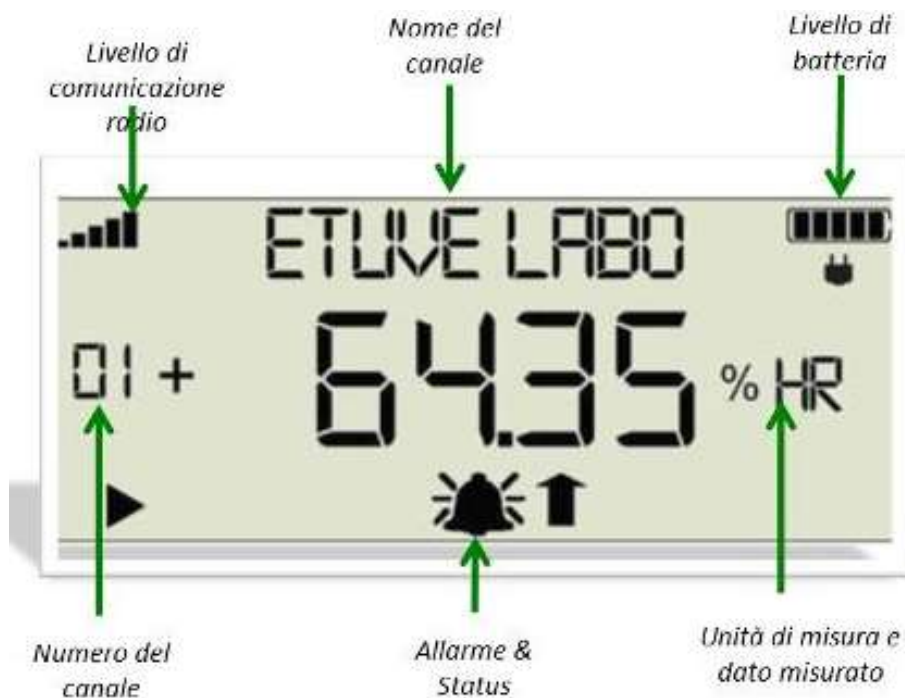 Livello di
comunicazione
radio
Nome del
canale
Livello di
batteria
ETUVE LABO
01 +
64.35
% HR
Numero del
canale
Allarme &
Status
Unità di misura e
dato misurato